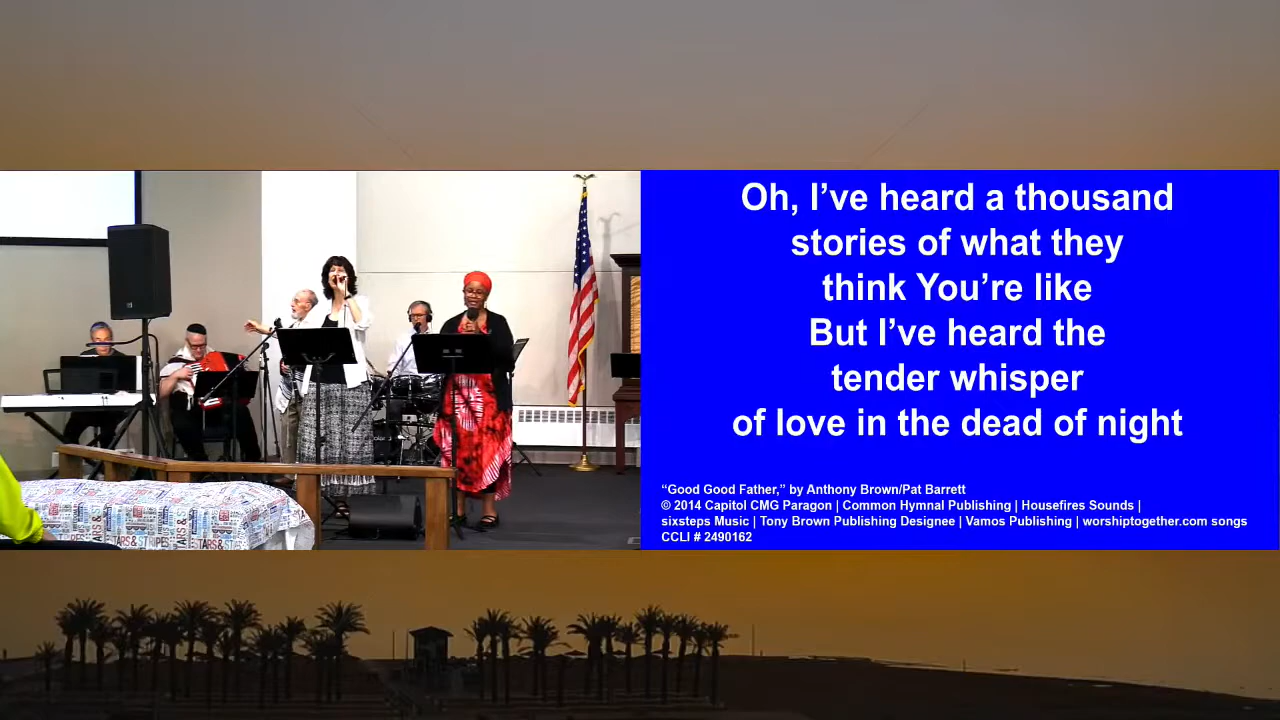 Oh, I’ve heard a thousand
stories of what they
think You’re like
But I’ve heard the
tender whisper
of love in the dead of night
“Good Good Father,” by Anthony Brown/Pat Barrett
© 2014 Capitol CMG Paragon | Common Hymnal Publishing | Housefires Sounds |
sixsteps Music | Tony Brown Publishing Designee | Vamos Publishing | worshiptogether.com songs
CCLI # 2490162
STARS & STRIPES